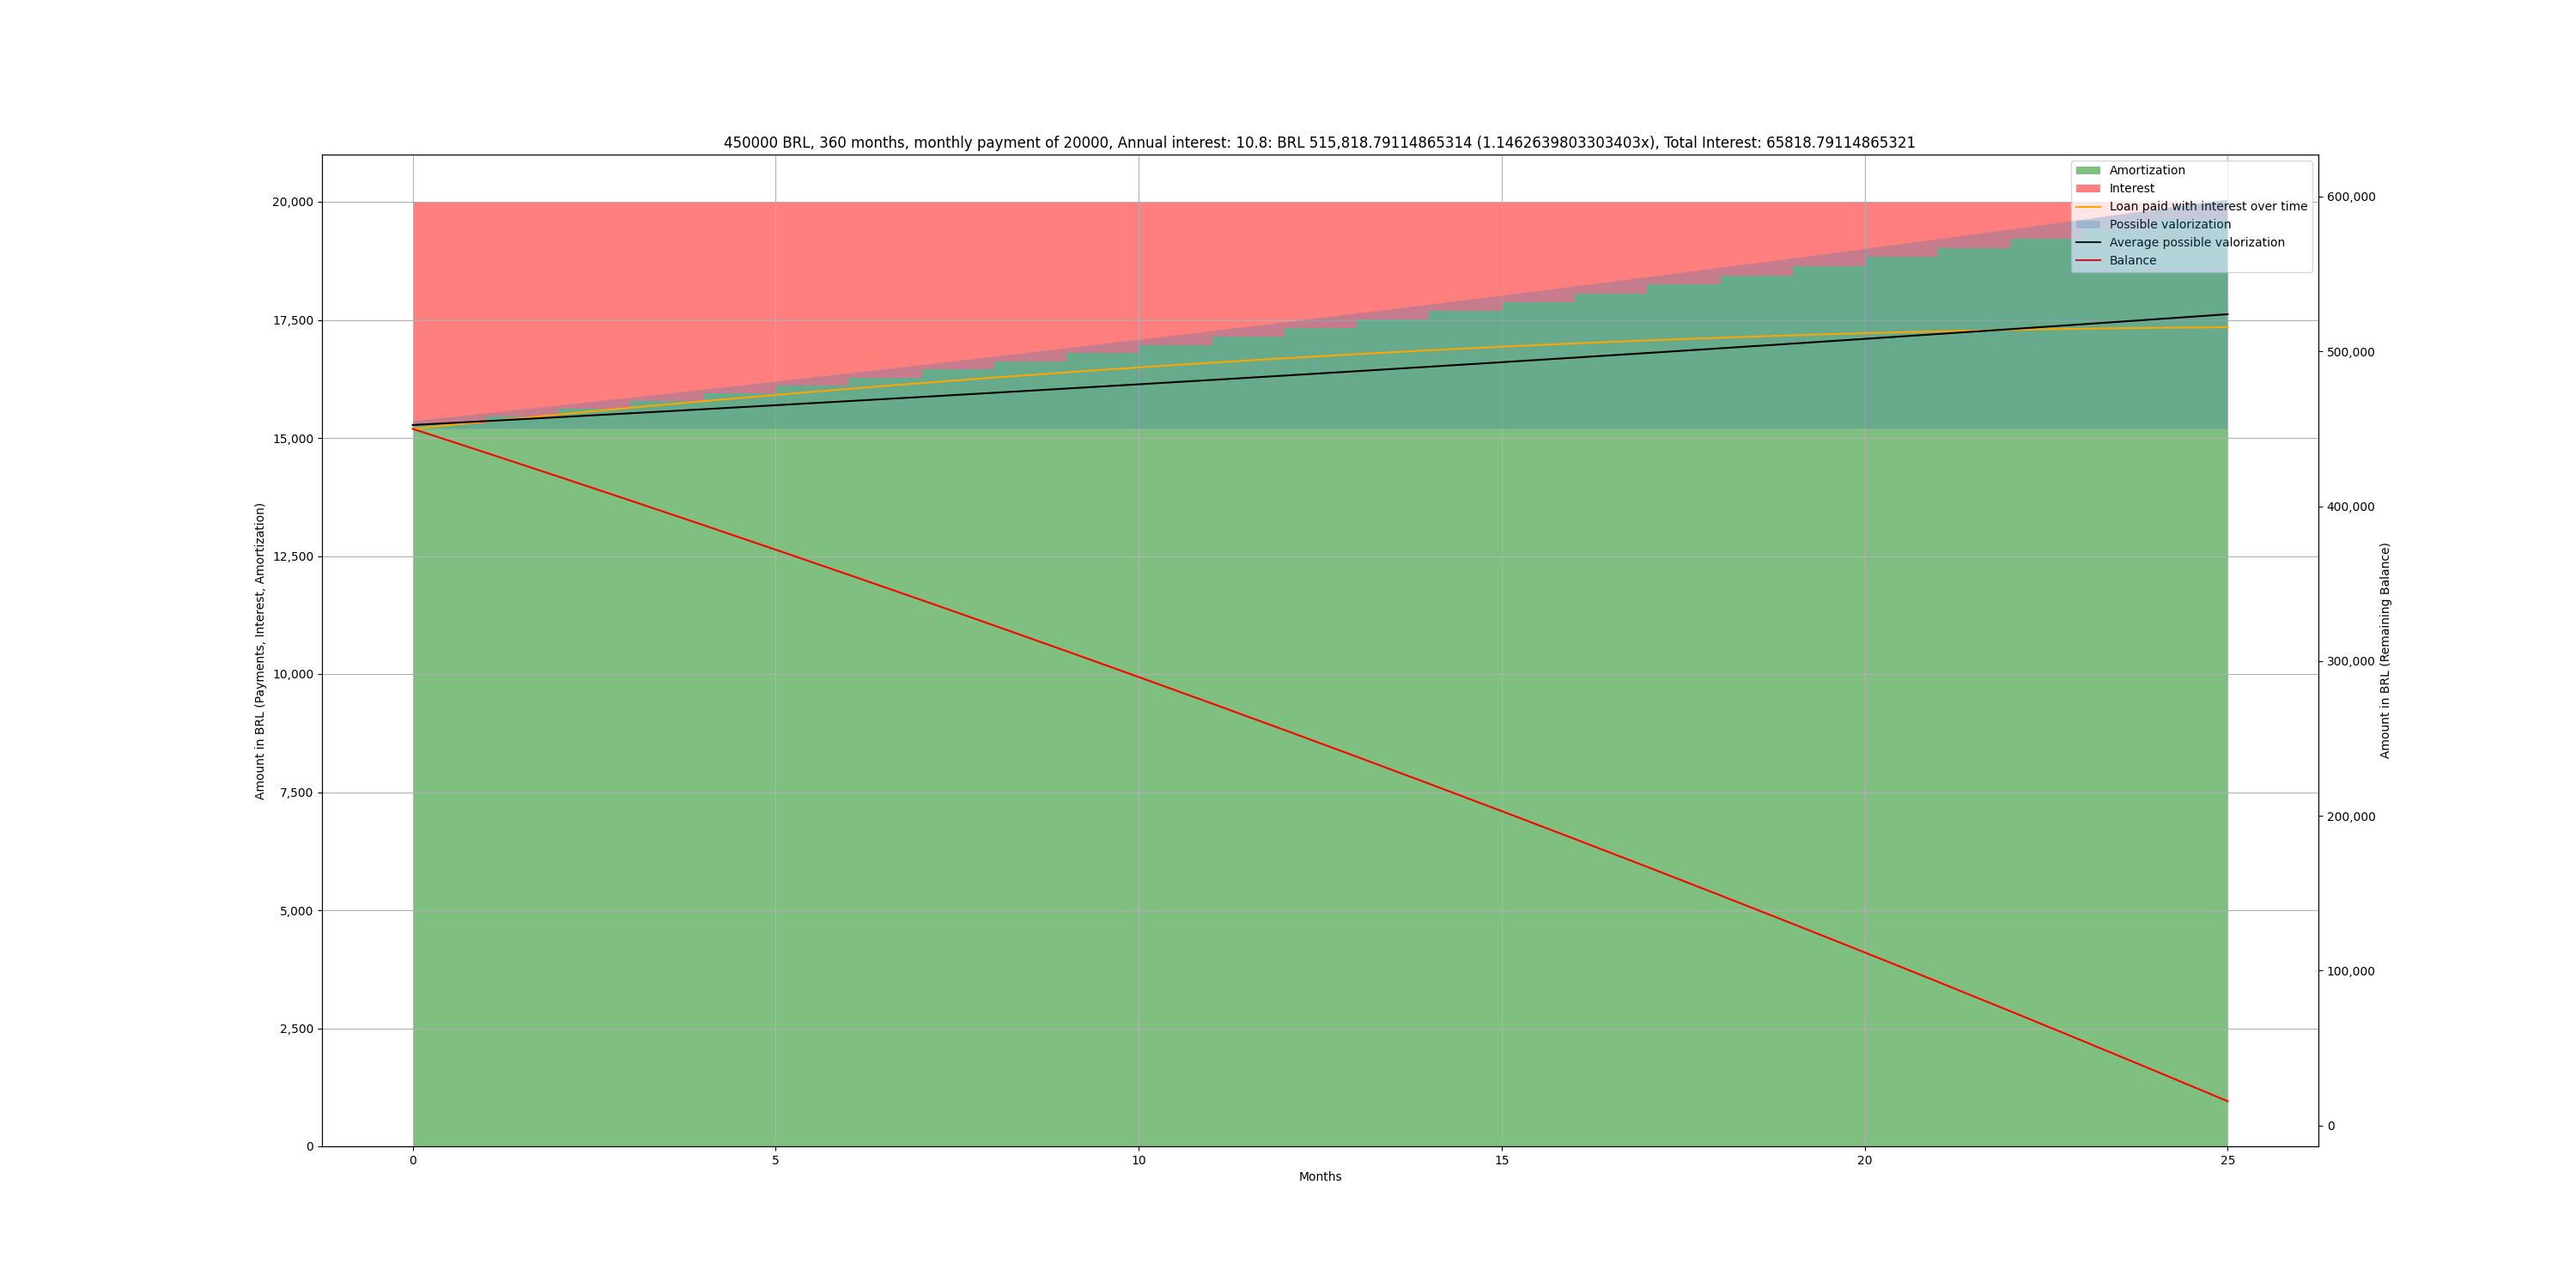 450000 BRL, 360 months, monthly payment of 20000, Annual interest: 10.8: BRL 515,818.79114865314 (1.1462639803303403x), Total Interest: 65818.79114865321
Amortization
Interest
Loan paid with interest over time
Possible valorization
Average possible valorization
Balance
20,000
17,500
15,000
12,500
10,000
7,500
5,000
2,500
0
Amount in BRL (Payments, Interest, Amortization)
600,000
500,000
400,000
300,000
200,000
100,000
0
Amount in BRL (Remaining Balance)
0
5
10
15
20
25
Months